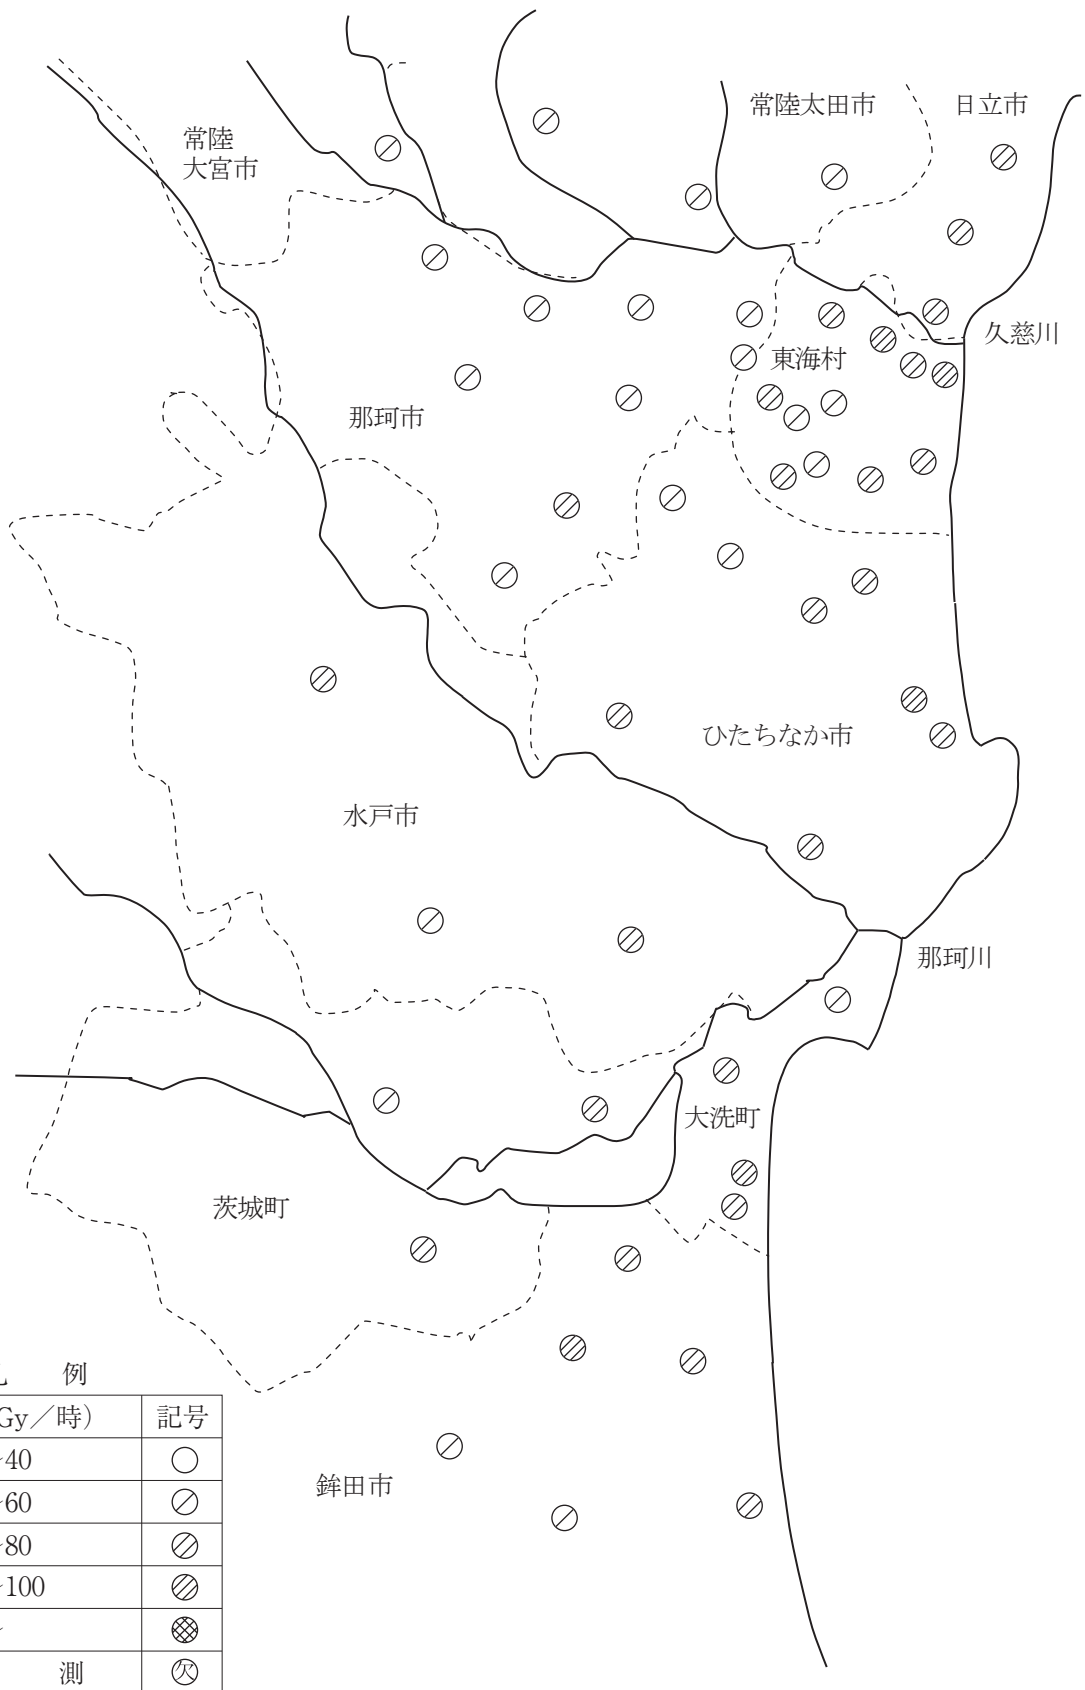 常陸太田市
日立市
常陸
大宮市
久慈川
東海村
那珂市
ひたちなか市
水戸市
那珂川
大洗町
茨城町
例
Gy/時)
記号
40
60
80
100
測
欠
鉾田市